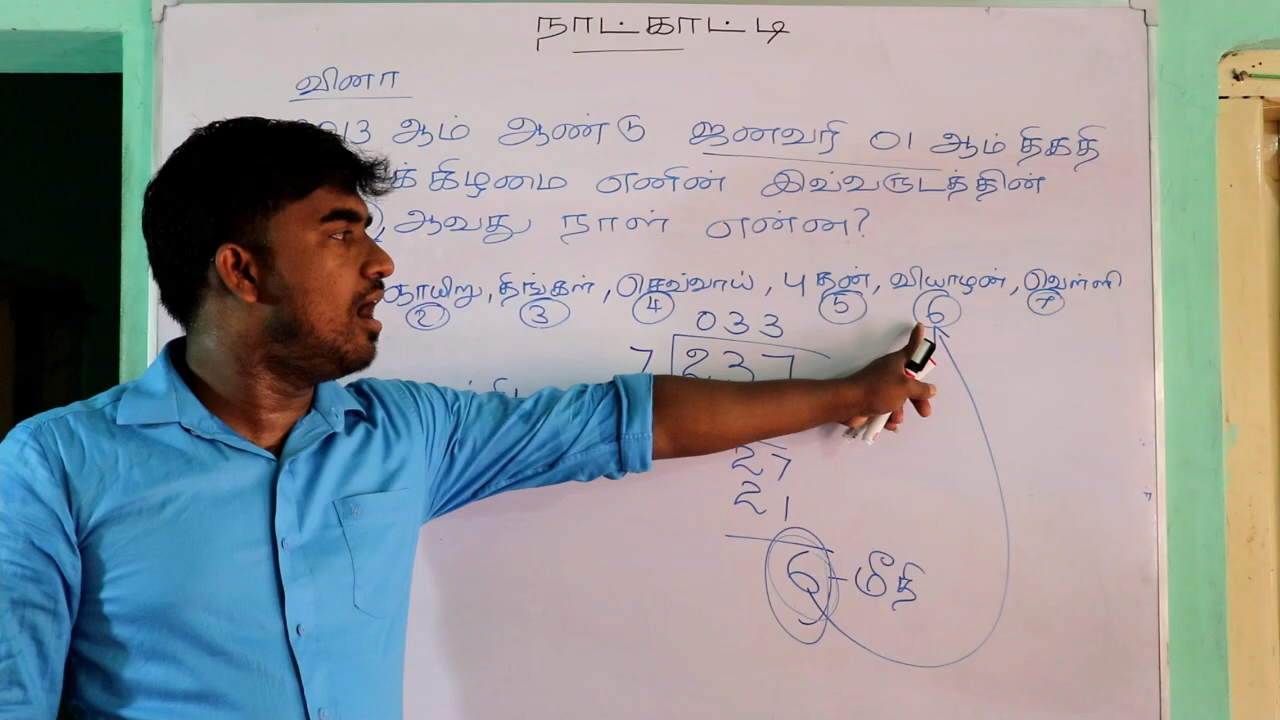 நாட்காட்டி
வினா
2013 ஆம் ஆண்டு ஜனவரி 01 ஆம் திகதி
க்கிழமை எனின் இவ்வருடத்தின்
ஆவது நாள் என்ன?
ஞாயிறு, திங்கள், செவ்வாய், புதன், வியாழன், வெள்ளி
2 3 4 5 6 7
033
7 237
27
21
6 - மீதி